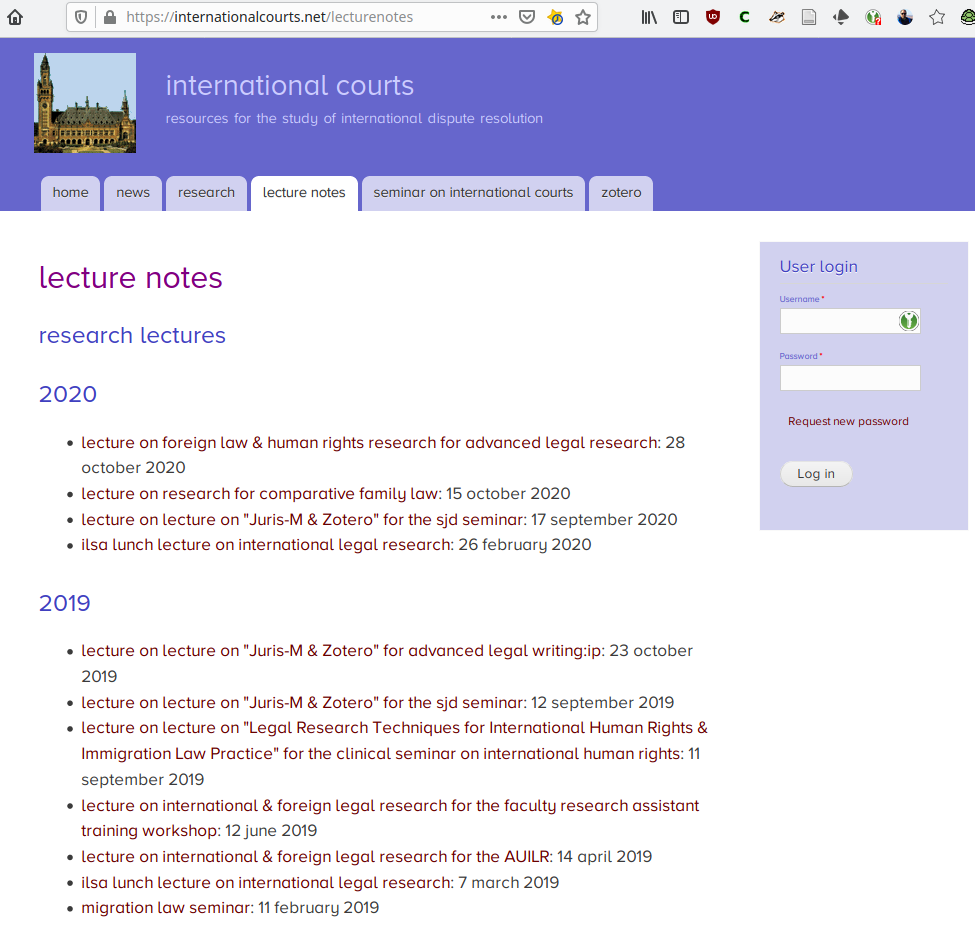 https://internationalcourts.net/lecturenotes
international courts
resources for the study of international dispute resolution
home
news
research
lecture notes
seminar on international courts
zotero
lecture notes
research lectures
2020
lecture on foreign law & human rights research for advanced legal research: 28
october 2020
lecture on research for comparative family law: 15 october 2020
lecture on lecture on "Juris-M & Zotero" for the sjd seminar: 17 september 2020
ilsa lunch lecture on international legal research: 26 february 2020
2019
lecture on lecture on "Juris-M & Zotero" for advanced legal writing:ip: 23 october
2019
lecture on lecture on "Juris-M & Zotero" for the sjd seminar: 12 september 2019
lecture on lecture on "Legal Research Techniques for International Human Rights &
Immigration Law Practice" for the clinical seminar on international human rights: 11
september 2019
lecture on international & foreign legal research for the faculty research assistant
training workshop: 12 june 2019
lecture on international & foreign legal research for the AUILR: 14 april 2019
ilsa lunch lecture on international legal research: 7 march 2019
migration law seminar: 11 february 2019
User login
Username *
Password *
Request new password
Log in